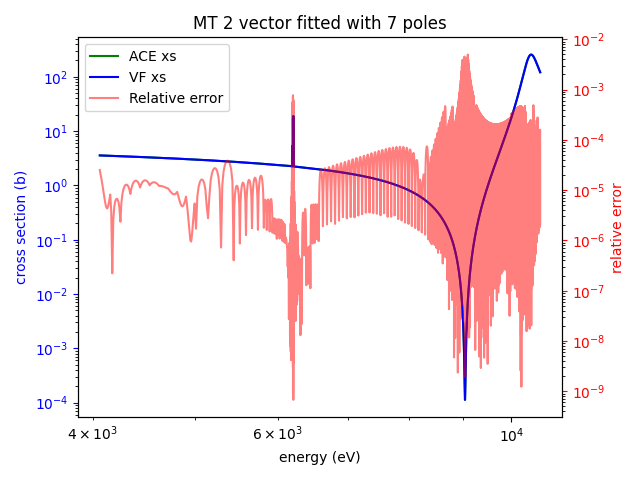 MT 2 vector fitted with 7 poles
ACE xs
VF xs
Relative error
cross section (b)
10²
10¹
10⁰
10⁻¹
10⁻²
10⁻³
10⁻⁴
10⁻²
10⁻³
10⁻⁴
10⁻⁵
10⁻⁶
10⁻⁷
10⁻⁸
10⁻⁹
relative error
4 × 10³
6 × 10³
10⁴
energy (eV)